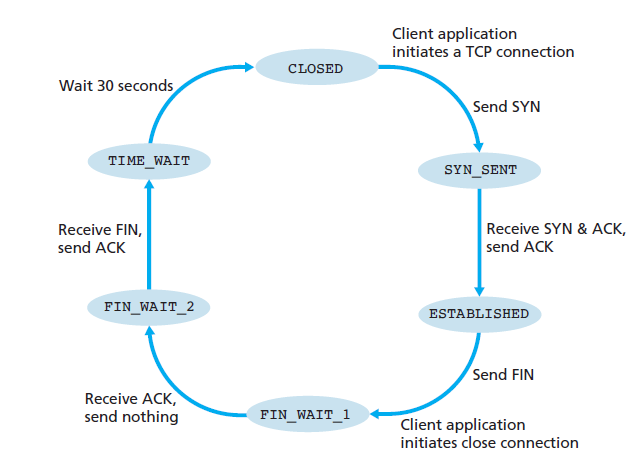 Client application
initiates a TCP connection
CLOSED
Wait 30 seconds
Send SYN
TIME_WAIT
SYN_SENT
Receive FIN,
send ACK
Receive SYN & ACK,
send ACK
FIN_WAIT_2
ESTABLISHED
Send FIN
Receive ACK,
send nothing
FIN_WAIT_1
Client application
initiates close connection